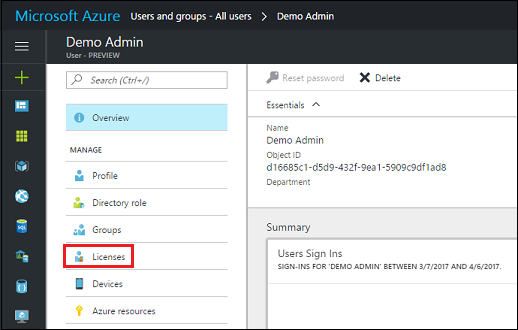 Microsoft Azure Users and groups - All users > Demo Admin
Demo Admin
User - PREVIEW
Search (Ctrl+/)
Overview
MANAGE
Profile
Directory role
Groups
Licenses
Devices
Azure resources
Reset password Delete
Essentials
Name
Demo Admin
Object ID
d16685c1-d5d9-432f-9ea1-5909c9df1ad8
Department
Summary
Users Sign Ins
SIGN-INS FOR 'DEMO ADMIN' BETWEEN 3/7/2017 AND 4/6/2017.